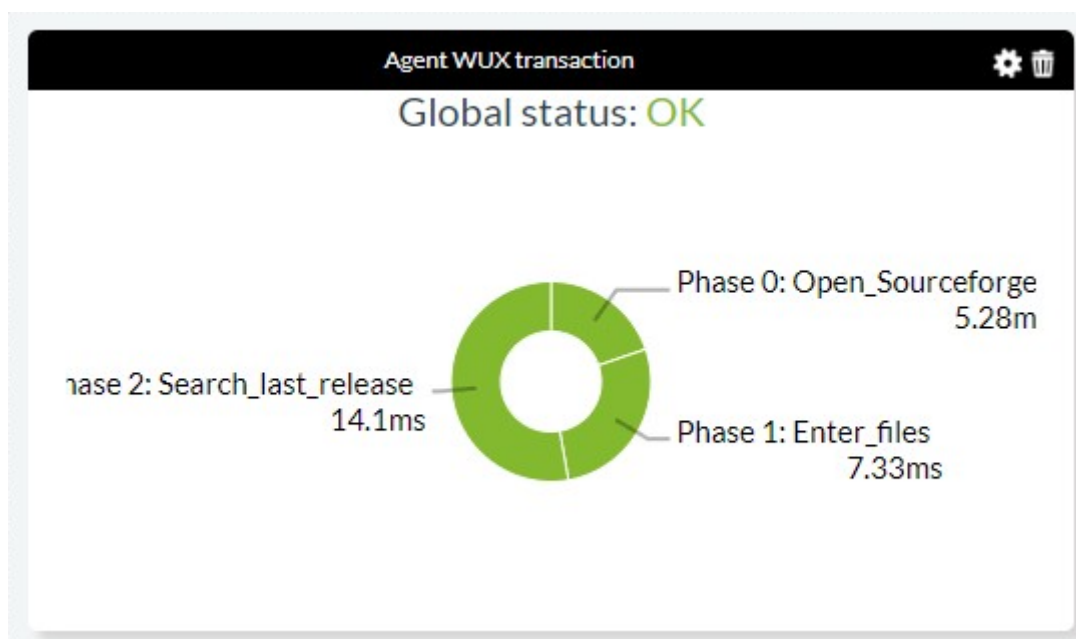 Agent WUX transaction
Global status: OK
Phase 0: Open_Sourceforge
5.28m
hase 2: Search_last_release
14.1ms
Phase 1: Enter_files
7.33ms